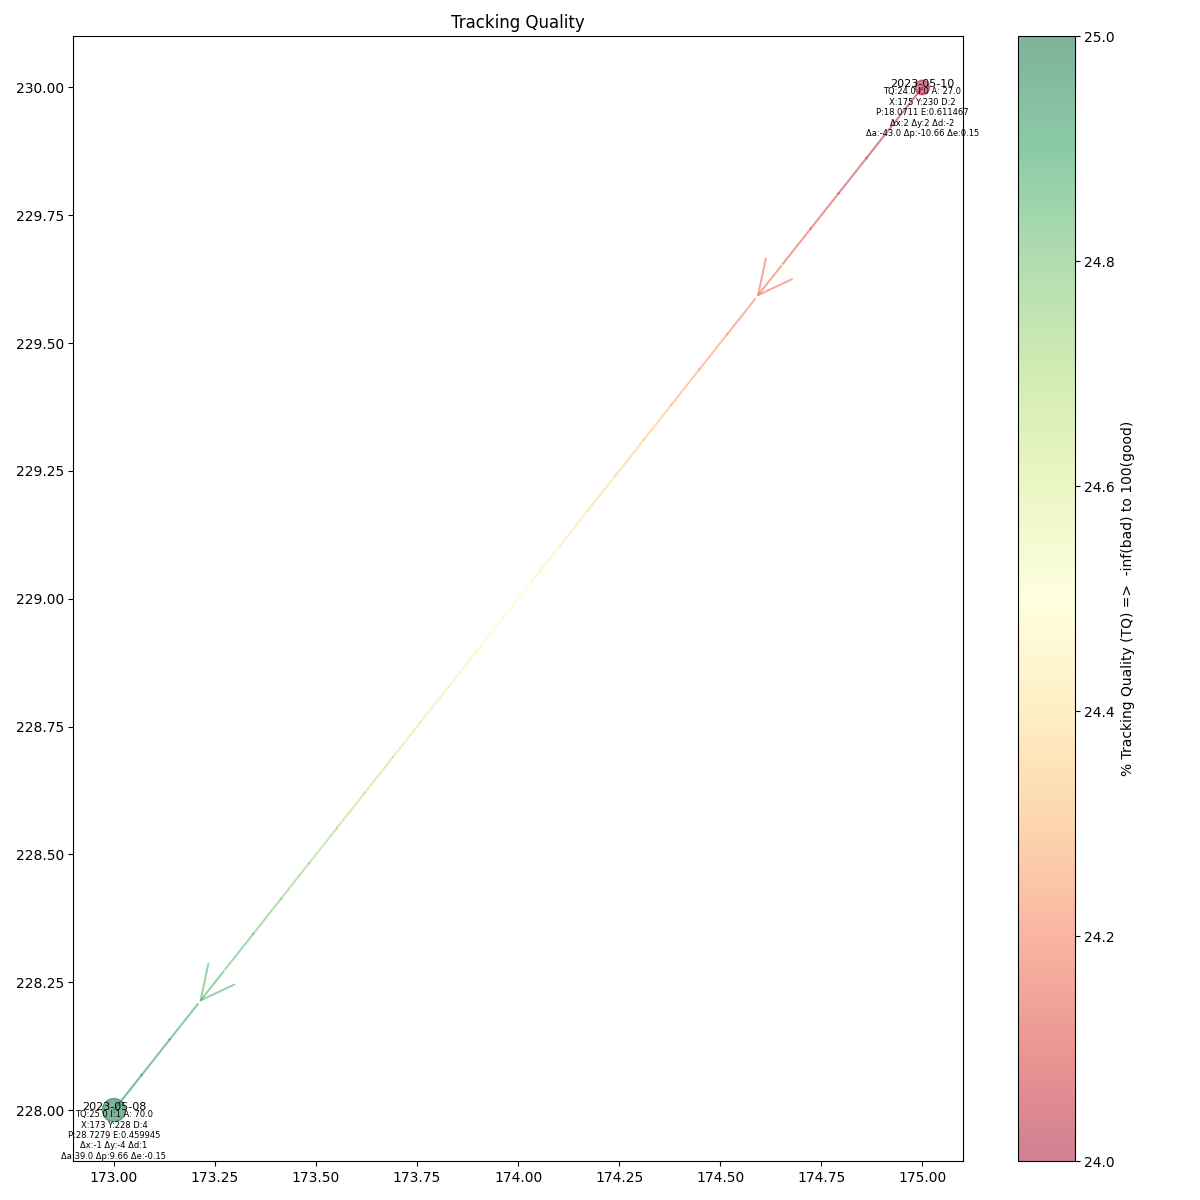 Tracking Quality
230.00
229.75
229.50
229.25
229.00
228.75
228.50
228.25
228.00
2023-05-10
TQ:24.0 I:0 A: 27.0
X:175 Y:230 D:2
P:18.0711 E:0.611467
Δx:2 Δy:2 Δd:-2
Δa:-43.0 Δp:-10.66 Δe:0.15
2023-05-08
TQ:25.0 I:1 A: 70.0
X:173 Y:228 D:4
P:28.7279 E:0.459945
Δx:-1 Δy:-4 Δd:1
Δa:39.0 Δp:9.66 Δe:-0.15
173.00 173.25 173.50 173.75 174.00 174.25 174.50 174.75 175.00
25.0
24.8
24.6
24.4
24.2
24.0
% Tracking Quality (TQ) => -inf(bad) to 100(good)